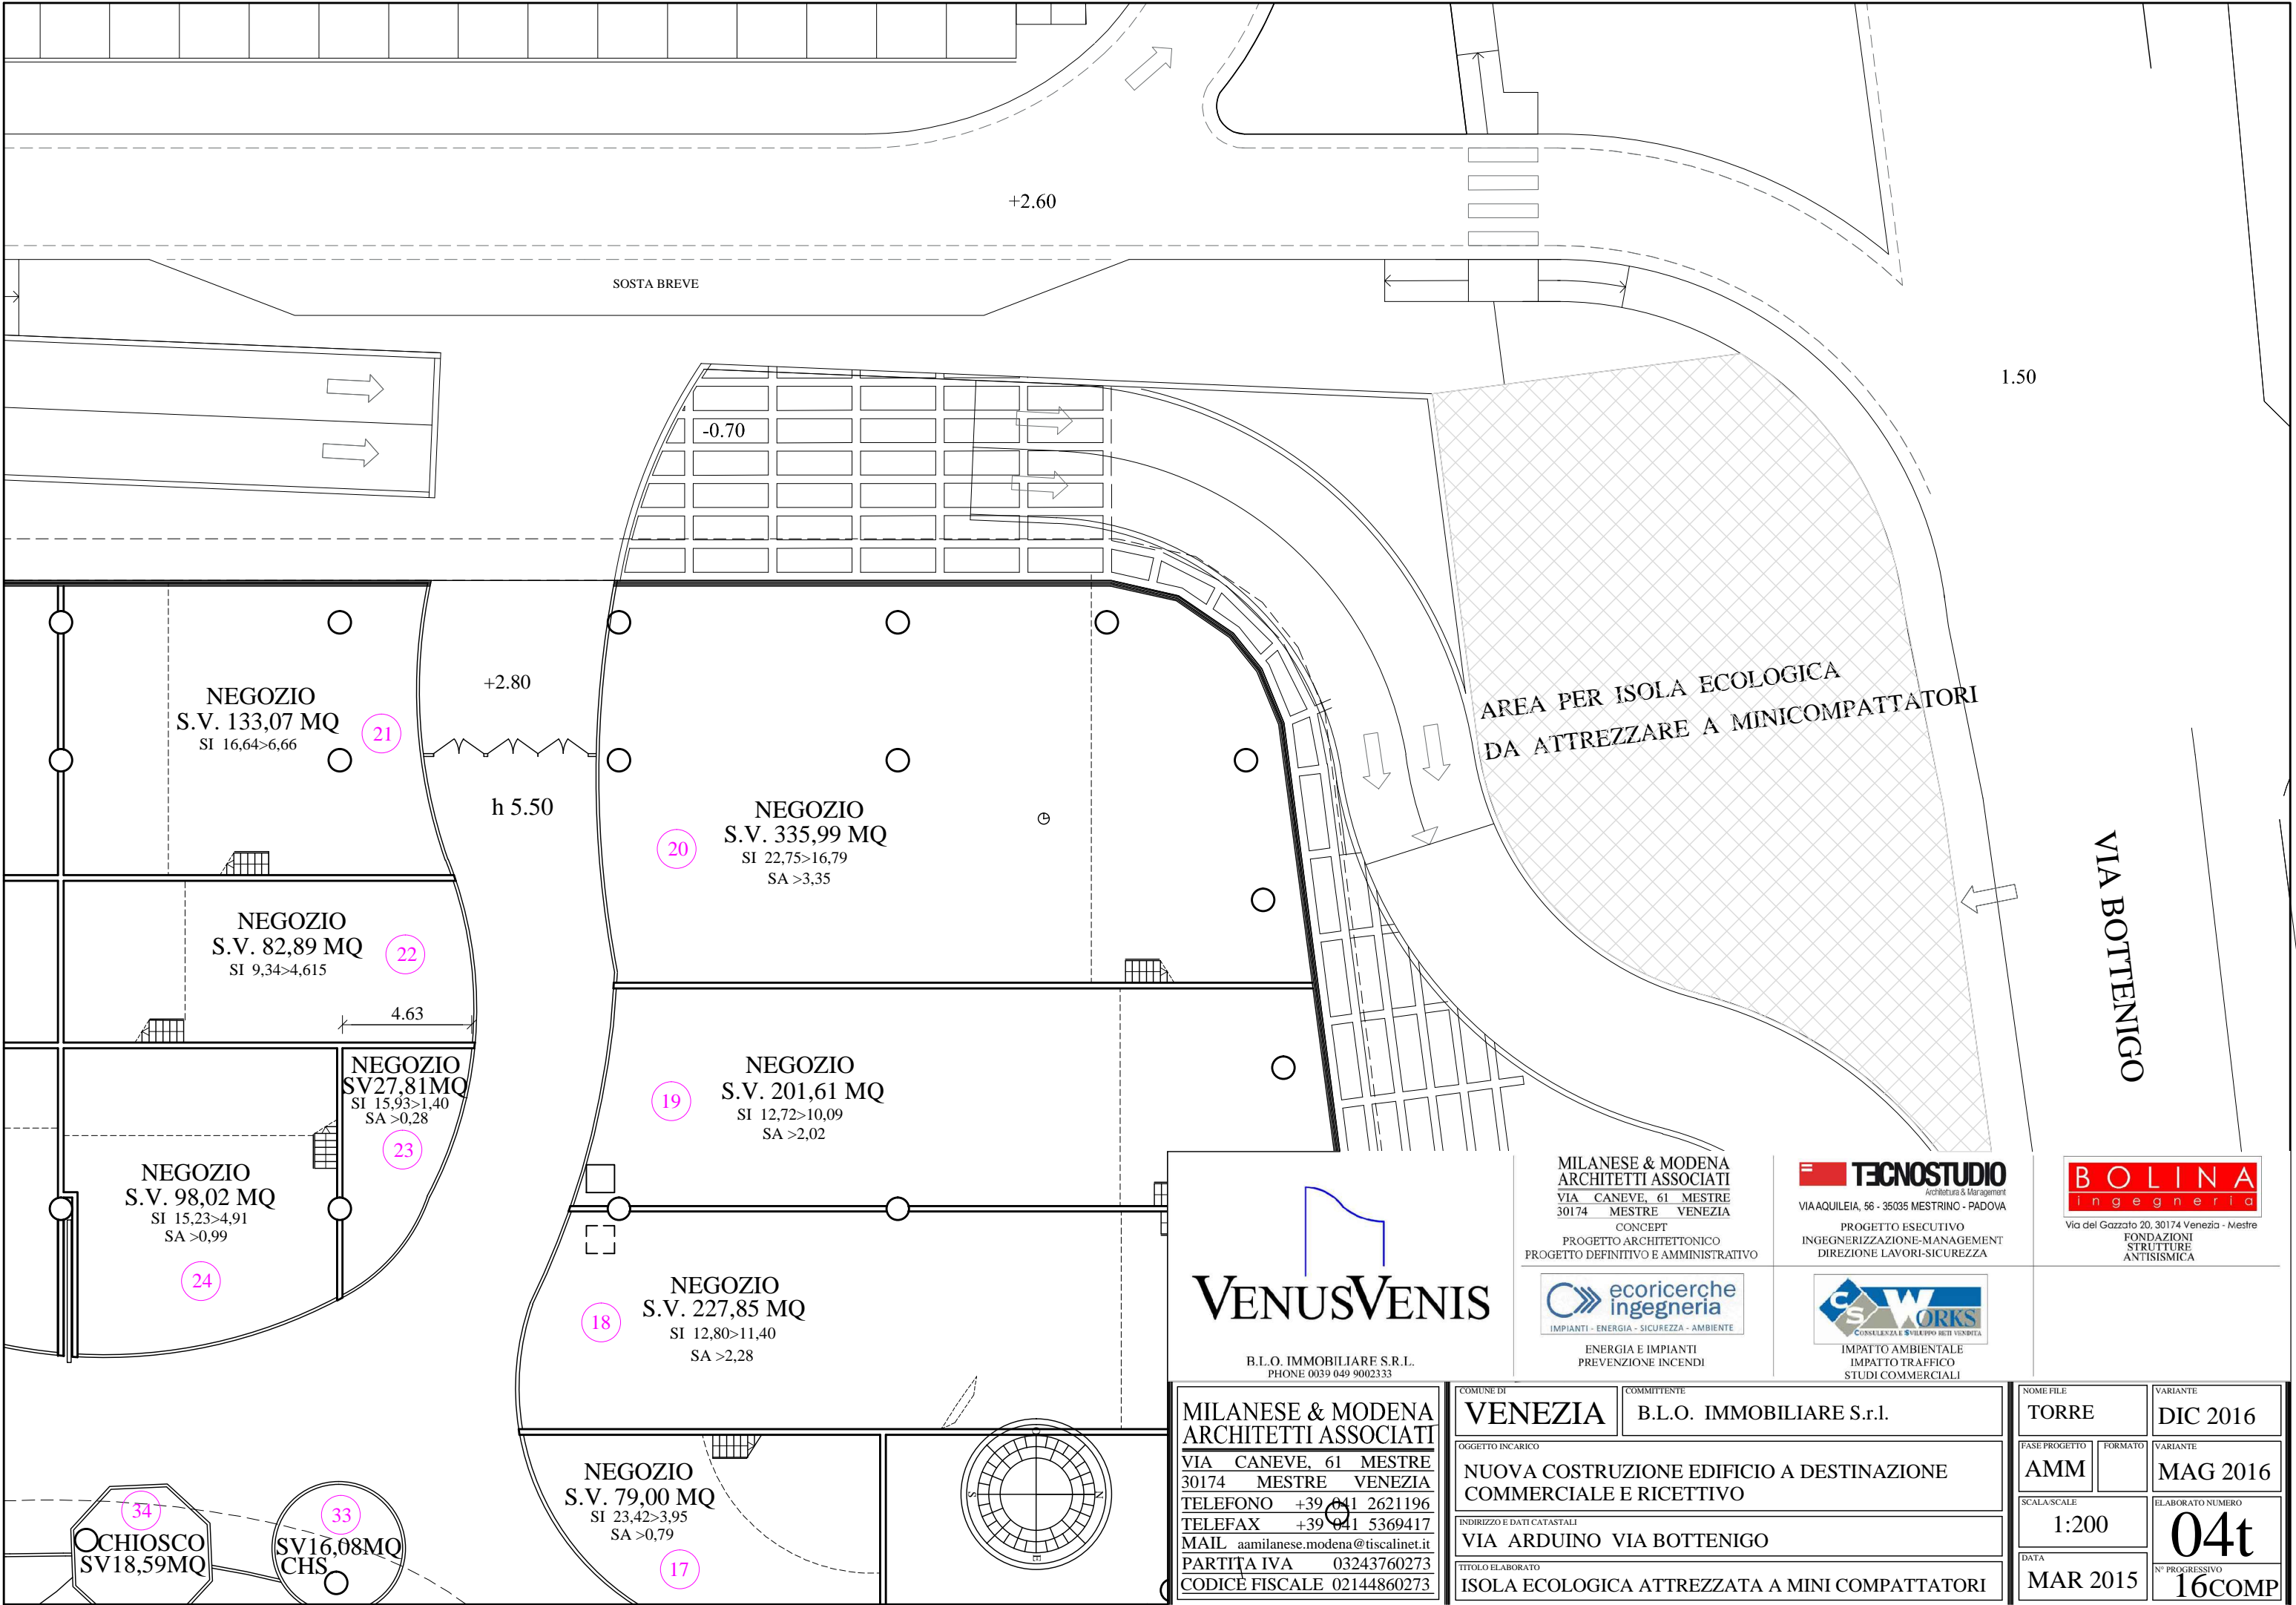 +2.60
SOSTA BREVE
1.50
-0.70
NEGOZIO
S.V. 133,07 MQ
SI 16,64>6,66
21
+2.80
h 5.50
NEGOZIO
S.V. 335,99 MQ
SI 22,75>16,79
SA >3,35
20
AREA PER ISOLA ECOLOGICA
DA ATTREZZARE A MINICOMPATTATORI
VIA BOTTENIGO
NEGOZIO
S.V. 82,89 MQ
SI 9,34>4,615
22
4.63
NEGOZIO
SV27,81MQ
SI 15,93>1,40
SA >0,28
23
NEGOZIO
S.V. 201,61 MQ
SI 12,72>10,09
SA >2,02
19
NEGOZIO
S.V. 98,02 MQ
SI 15,23>4,91
SA >0,99
24
NEGOZIO
S.V. 227,85 MQ
SI 12,80>11,40
SA >2,28
18
NEGOZIO
S.V. 79,00 MQ
SI 23,42>3,95
SA >0,79
17
34
CHIOSCO
SV18,59MQ
33
SV16,08MQ
CHS
O
S
N
E
VENUSVENIS
B.L.O. IMMOBILIARE S.R.L.
PHONE 0039 049 9002333
MILANESE & MODENA
ARCHITETTI ASSOCIATI
VIA CANEVE, 61 MESTRE
30174 MESTRE VENEZIA
CONCEPT
PROGETTO ARCHITETTONICO
PROGETTO DEFINITIVO E AMMINISTRATIVO
TECNOSTUDIO
Architettura & Management
VIA AQUILEIA, 56 - 35035 MESTRINO - PADOVA
PROGETTO ESECUTIVO
INGEGNERIZZAZIONE-MANAGEMENT
DIREZIONE LAVORI-SICUREZZA
BOLINA
ingegneria
Via del Gazzato 20, 30174 Venezia - Mestre
FONDAZIONI
STRUTTURE
ANTISISMICA
ecoricerche
ingegneria
IMPIANTI - ENERGIA - SICUREZZA - AMBIENTE
ENERGIA E IMPIANTI
PREVENZIONE INCENDI
CS WORKS
CONSULENZA E SVILUPPO RETI VENDITA
IMPATTO AMBIENTALE
IMPATTO TRAFFICO
STUDI COMMERCIALI
MILANESE & MODENA
ARCHITETTI ASSOCIATI
VIA CANEVE, 61 MESTRE
30174 MESTRE VENEZIA
TELEFONO +39 041 2621196
TELEFAX +39 041 5369417
MAIL aamilanese.modena@tiscalinet.it
PARTITA IVA 03243760273
CODICE FISCALE 02144860273
COMUNE DI
VENEZIA
COMMITTENTE
B.L.O. IMMOBILIARE S.r.l.
OGGETTO INCARICO
NUOVA COSTRUZIONE EDIFICIO A DESTINAZIONE
COMMERCIALE E RICETTIVO
INDIRIZZO E DATI CATASTALI
VIA ARDUINO VIA BOTTENIGO
TITOLO ELABORATO
ISOLA ECOLOGICA ATTREZZATA A MINI COMPATTATORI
NOME FILE
TORRE
VARIANTE
DIC 2016
FASE PROGETTO
AMM
FORMATO
VARIANTE
MAG 2016
SCALA/SCALE
1:200
ELABORATO NUMERO
04t
DATA
MAR 2015
N° PROGRESSIVO
16COMP